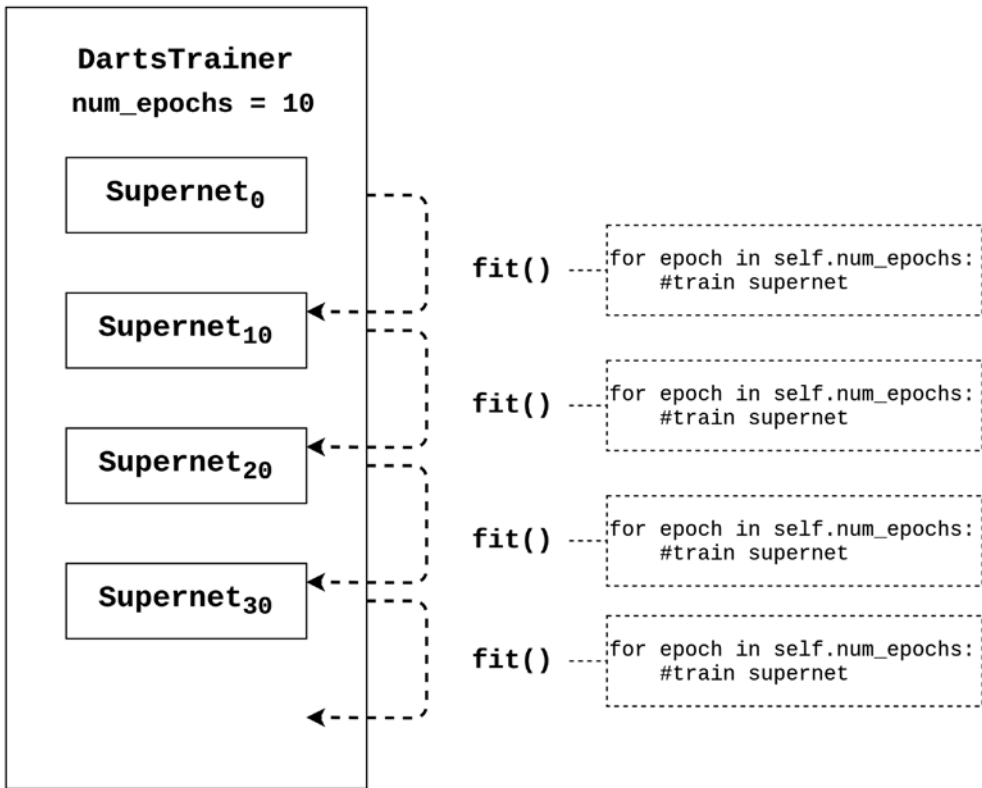 DartsTrainer
num_epochs = 10
Supernet0
fit()
for epoch in self.num_epochs:
#train supernet
Supernet10
fit()
for epoch in self.num_epochs:
#train supernet
Supernet20
fit()
for epoch in self.num_epochs:
#train supernet
Supernet30
fit()
for epoch in self.num_epochs:
#train supernet